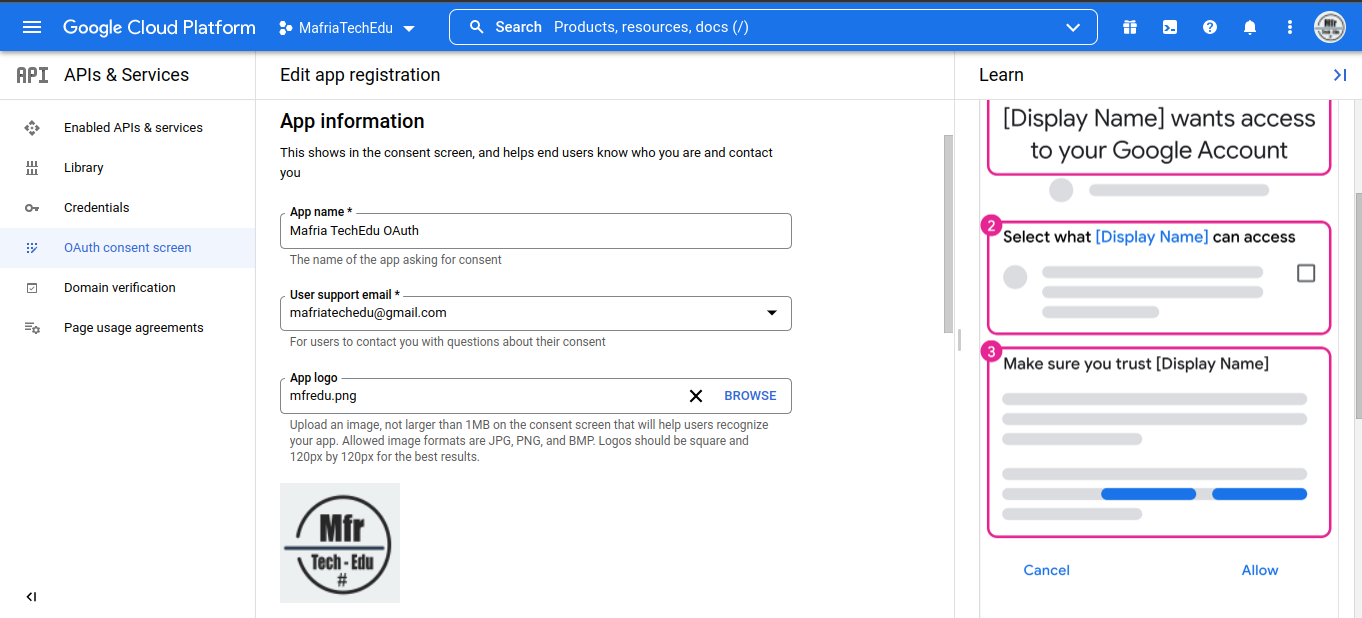 Google Cloud Platform
MafriaTechEdu
Search Products, resources, docs (/)
API APIs & Services
Enabled APIs & services
Library
Credentials
OAuth consent screen
Domain verification
Page usage agreements
Edit app registration
App information
This shows in the consent screen, and helps end users know who you are and contact
you
App name *
Mafria TechEdu OAuth
The name of the app asking for consent
User support email *
mafriatechedu@gmail.com
For users to contact you with questions about their consent
App logo
mfredu.png
BROWSE
Upload an image, not larger than 1MB on the consent screen that will help users recognize
your app. Allowed image formats are JPG, PNG, and BMP. Logos should be square and
120px by 120px for the best results.
Mfr
Tech - Edu
#
Learn
[Display Name] wants access
to your Google Account
2
Select what [Display Name] can access
3
Make sure you trust [Display Name]
Cancel
Allow